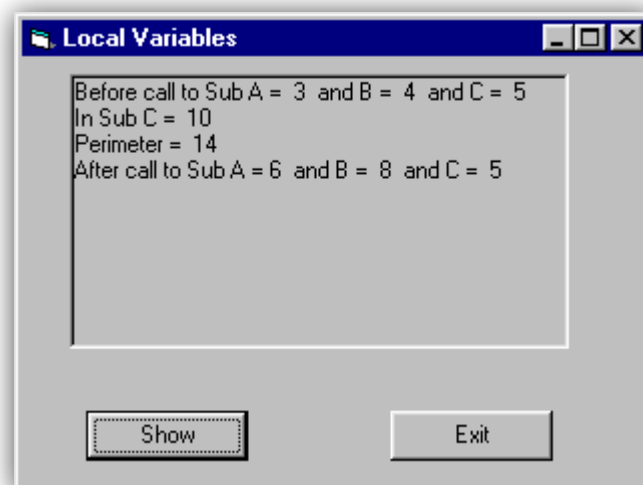 Local Variables
Before call to Sub A = 3 and B = 4 and C = 5
In Sub C = 10
Perimeter = 14
After call to Sub A = 6 and B = 8 and C = 5
Show
Exit